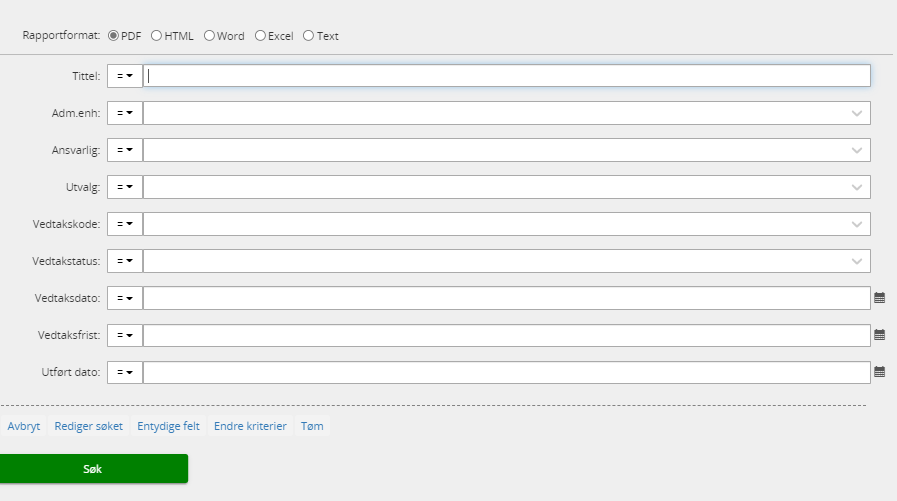 Rapportformat: PDF HTML Word Excel Text
Tittel: =
Adm.enh: =
Ansvarlig: =
Utvalg: =
Vedtakskode: =
Vedtakstatus: =
Vedtaksdato: =
Vedtaksfrist: =
Utført dato: =
Avbryt Rediger søket Entydige felt Endre kriterier Tøm
Søk